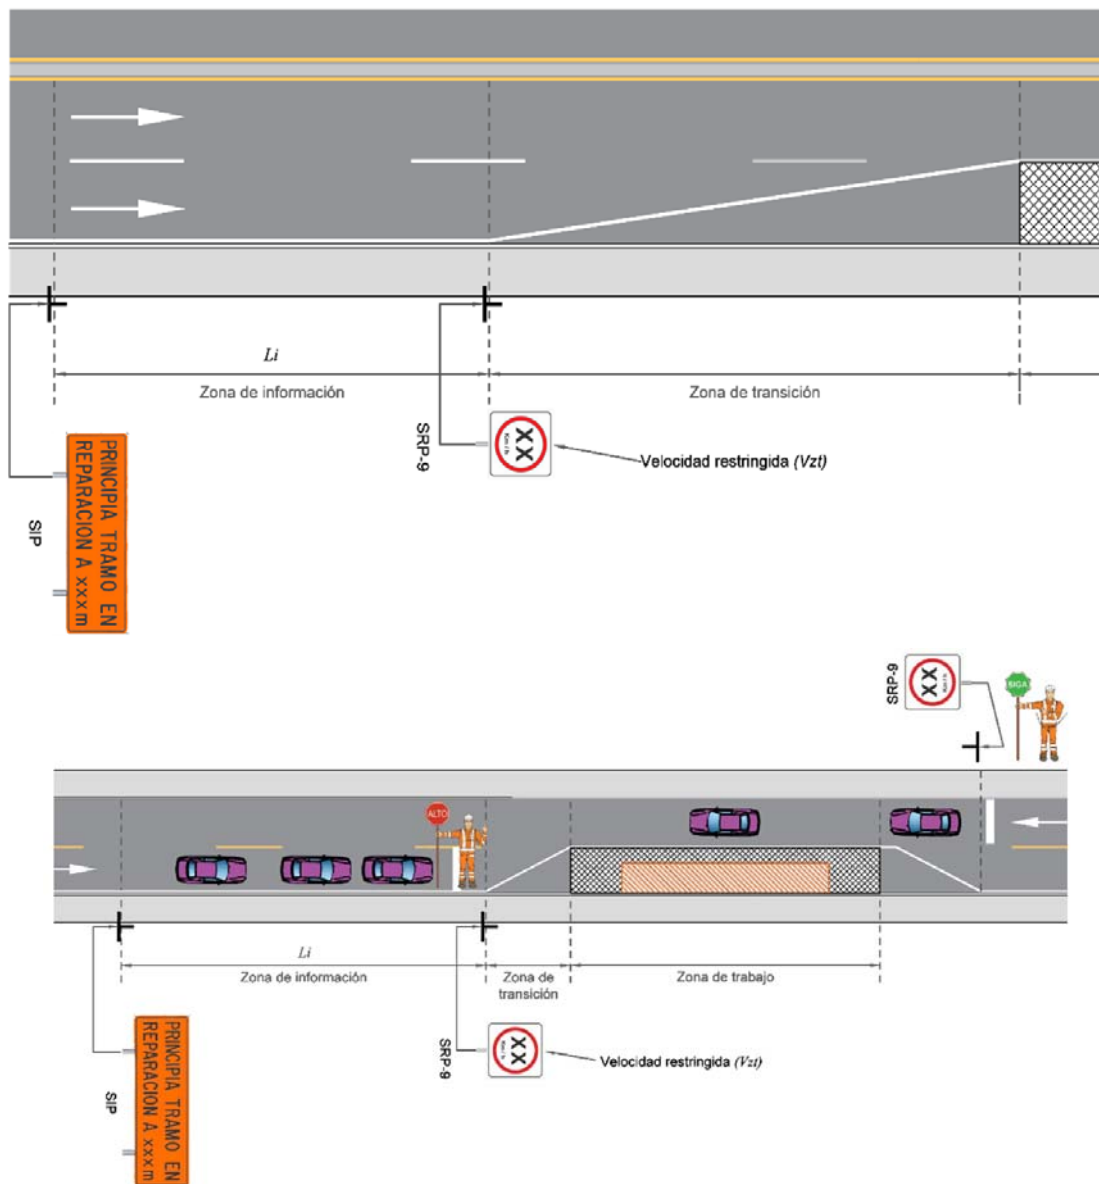 Li
Zona de información
Zona de transición
SRP-9
XX
Km / h
Velocidad restringida (Vzt)
SIP
PRINCIPIA TRAMO EN
REPARACION A xxx m
SRP-9
XX
SIGA
ALTO
Li
Zona de información
Zona de
transición
Zona de trabajo
SRP-9
XX
Km / h
Velocidad restringida (Vzt)
SIP
PRINCIPIA TRAMO EN
REPARACION A xxx m